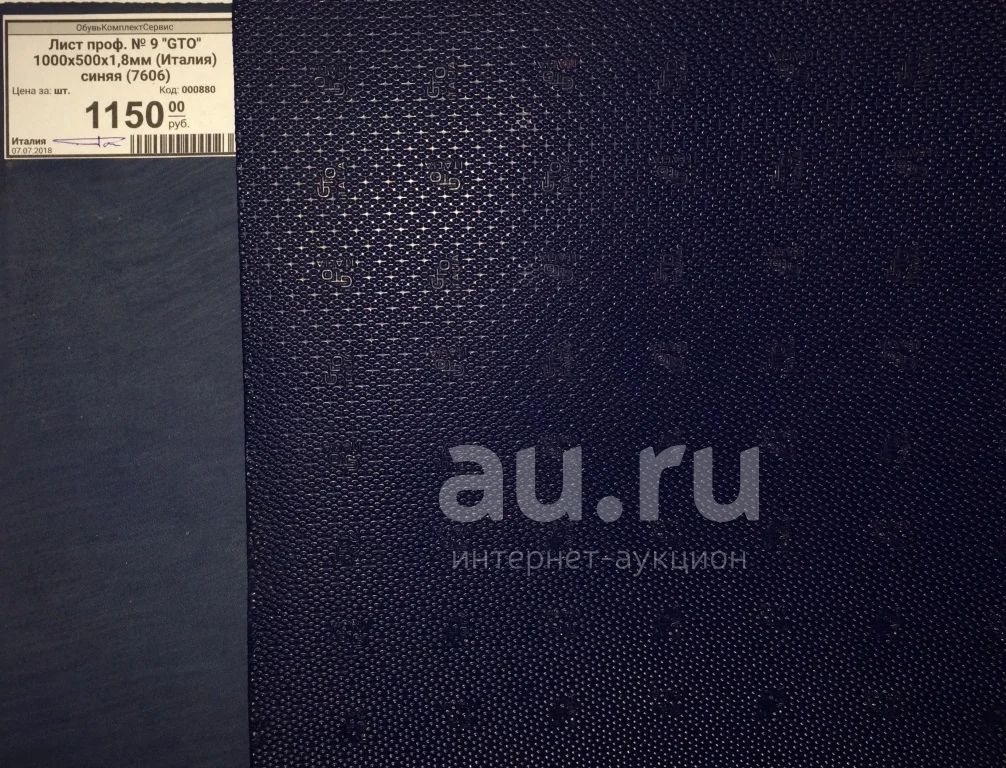 ОбувьКомплектСервис
Лист проф. № 9 "GTO"
1000x500x1,8мм (Италия)
синяя (7606)
Цена за: шт. Код: 000880
1150 00
руб.
Италия
07.07.2018
GTO
au.ru
интернет-аукцион